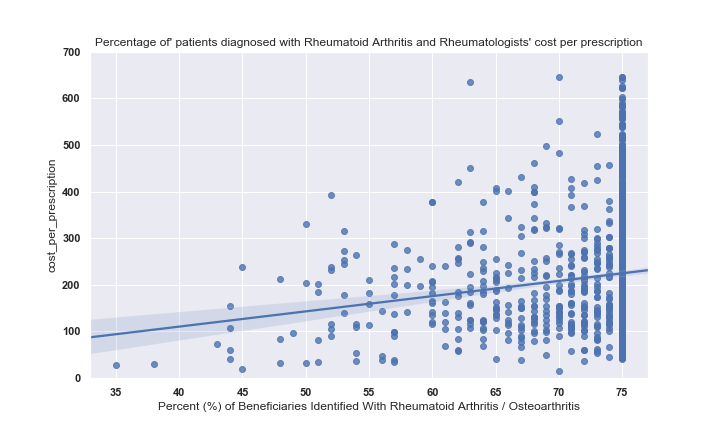 Percentage of' patients diagnosed with Rheumatoid Arthritis and Rheumatologists' cost per prescription
700
600
500
400
300
200
100
0
cost_per_prescription
35 40 45 50 55 60 65 70 75
Percent (%) of Beneficiaries Identified With Rheumatoid Arthritis / Osteoarthritis